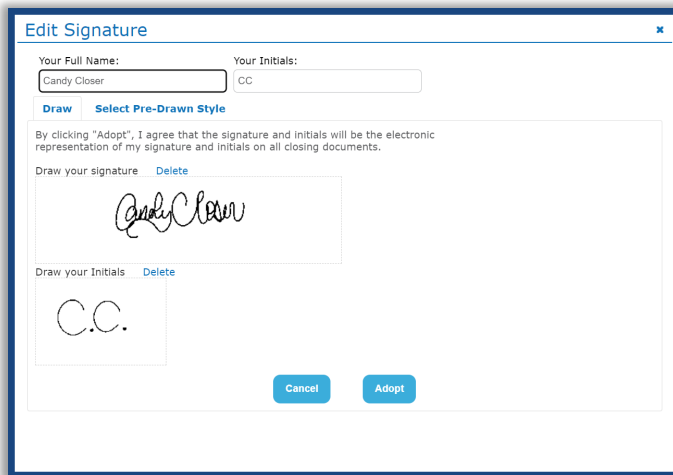 Edit Signature
Your Full Name: Your Initials:
Candy Closer CC
Draw Select Pre-Drawn Style
By clicking "Adopt", I agree that the signature and initials will be the electronic
representation of my signature and initials on all closing documents.
Draw your signature Delete
Candy Closer
Draw your Initials Delete
C.C.
Cancel Adopt